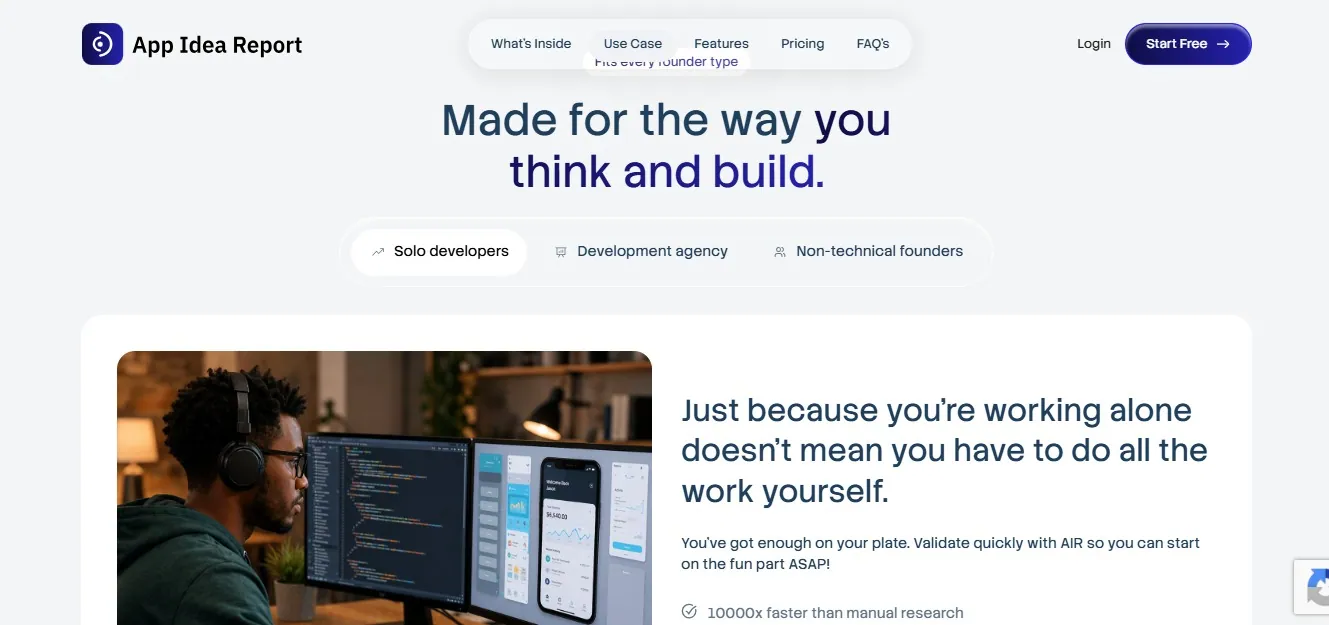 App Idea Report
What's Inside
Use Case
Features
Pricing
FAQ's
Login
Start Free
Fits every founder type
Made for the way you
think and build.
Solo developers
Development agency
Non-technical founders
Just because you're working alone
doesn't mean you have to do all the
work yourself.
You've got enough on your plate. Validate quickly with AIR so you can start
on the fun part ASAP!
10000x faster than manual research